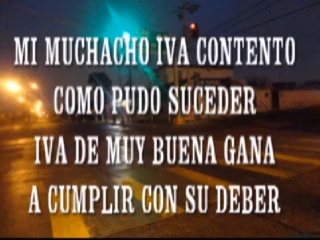 MI MUCHACHO IVA CONTENTO
COMO PUDO SUCEDER
IVA DE MUY BUENA GANA
A CUMPLIR CON SU DEBER